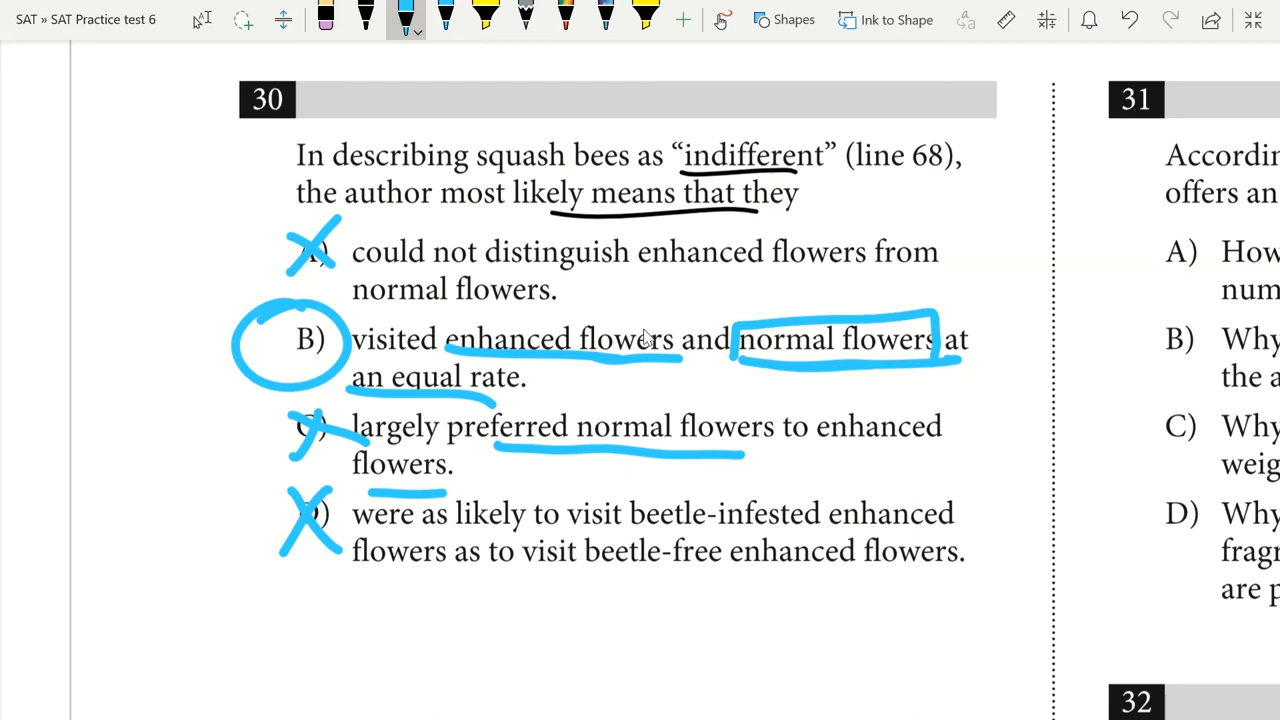 SAT » SAT Practice test 6
Shapes
Ink to Shape
30
In describing squash bees as “indifferent” (line 68),
the author most likely means that they
A) could not distinguish enhanced flowers from
normal flowers.
B) visited enhanced flowers and normal flowers at
an equal rate.
C) largely preferred normal flowers to enhanced
flowers.
D) were as likely to visit beetle-infested enhanced
flowers as to visit beetle-free enhanced flowers.
31
offers an
A) How
B) Why
the a
C) Why
D) Why
are p
32